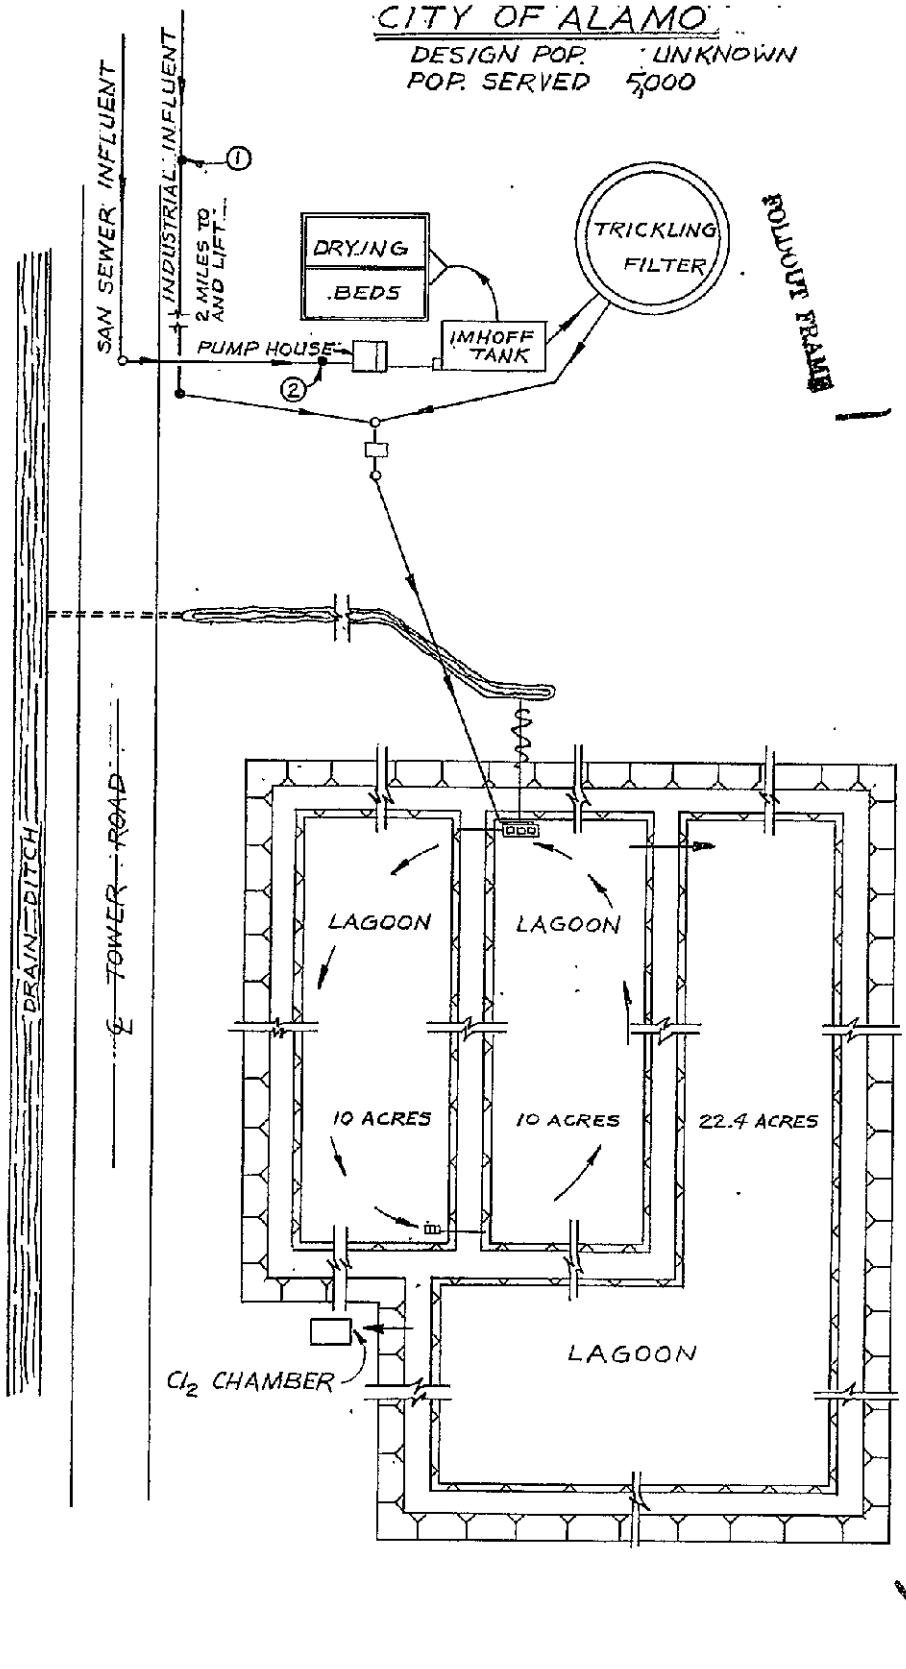 CITY OF ALAMO
DESIGN POP. UNKNOWN
POP. SERVED 5,000
SAN SEWER INFLUENT
INDUSTRIAL INFLUENT
1
2 MILES TO
AND LIFT
DRYING
BEDS
TRICKLING
FILTER
FOLDOUT FRAME
PUMP HOUSE
IMHOFF
TANK
2
DRAIN DITCH
℄ TOWER ROAD
LAGOON
LAGOON
10 ACRES
10 ACRES
22.4 ACRES
LAGOON
Cl₂ CHAMBER